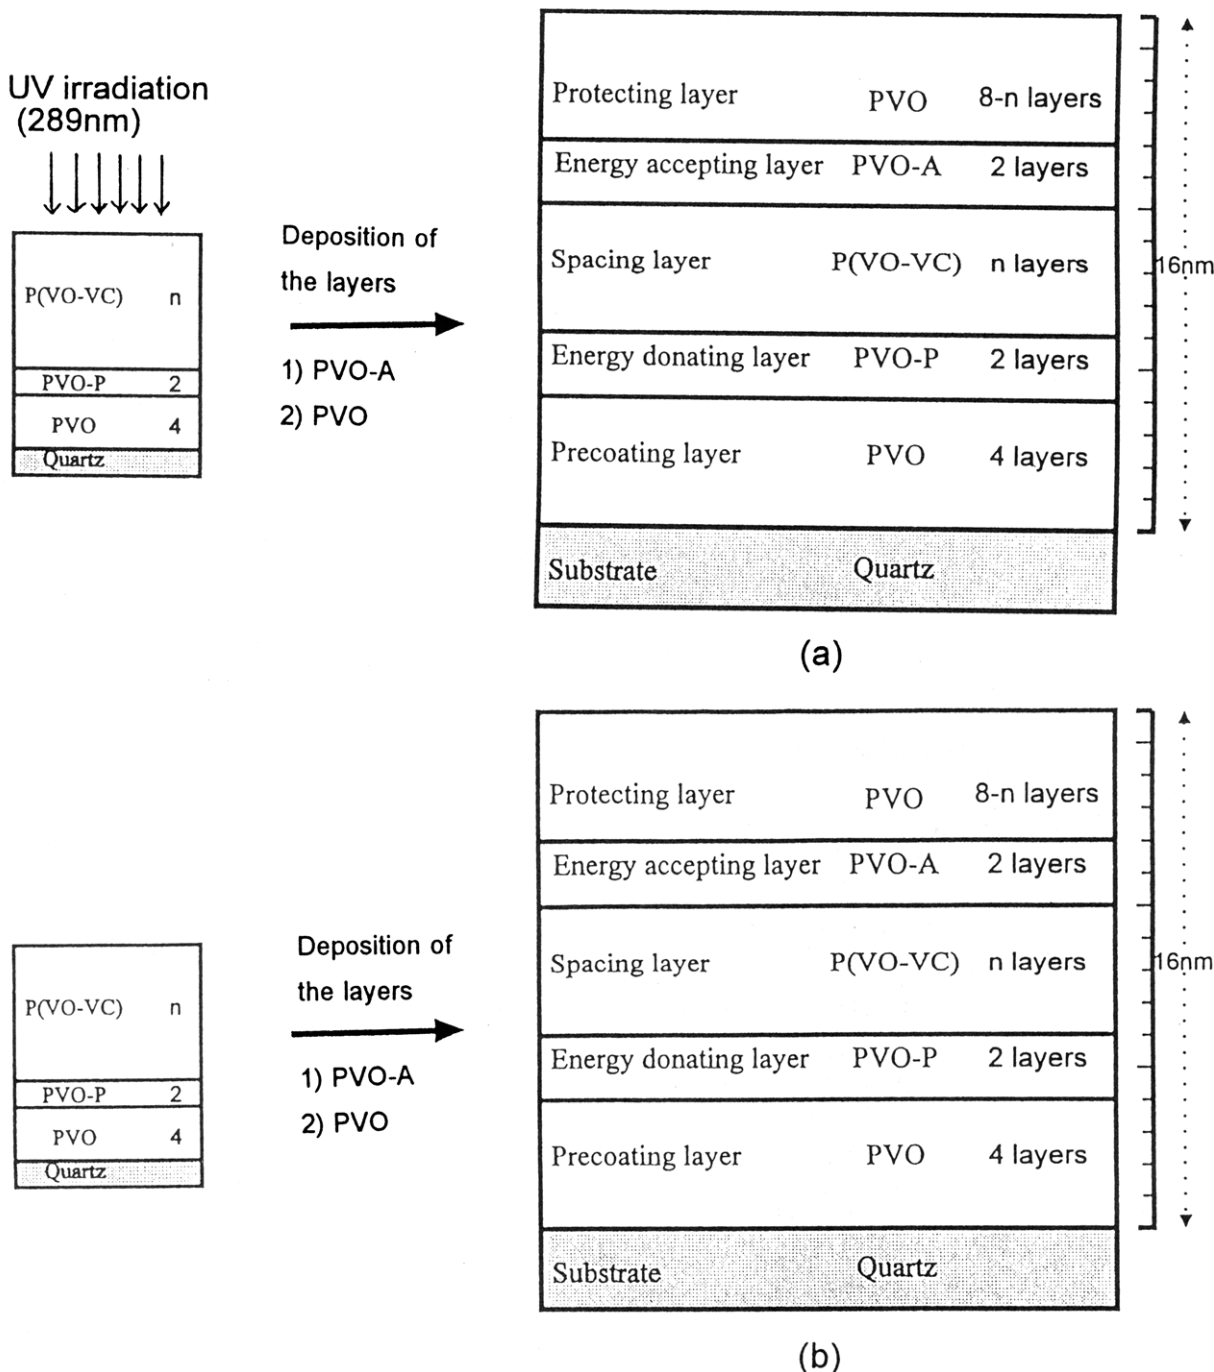 UV irradiation
(289nm)
P(VO-VC) n
PVO-P 2
PVO 4
Quartz
Deposition of
the layers
1) PVO-A
2) PVO
Protecting layer PVO 8-n layers
Energy accepting layer PVO-A 2 layers
Spacing layer P(VO-VC) n layers
Energy donating layer PVO-P 2 layers
Precoating layer PVO 4 layers
Substrate Quartz
16nm
(a)
P(VO-VC) n
PVO-P 2
PVO 4
Quartz
Deposition of
the layers
1) PVO-A
2) PVO
Protecting layer PVO 8-n layers
Energy accepting layer PVO-A 2 layers
Spacing layer P(VO-VC) n layers
Energy donating layer PVO-P 2 layers
Precoating layer PVO 4 layers
Substrate Quartz
16nm
(b)